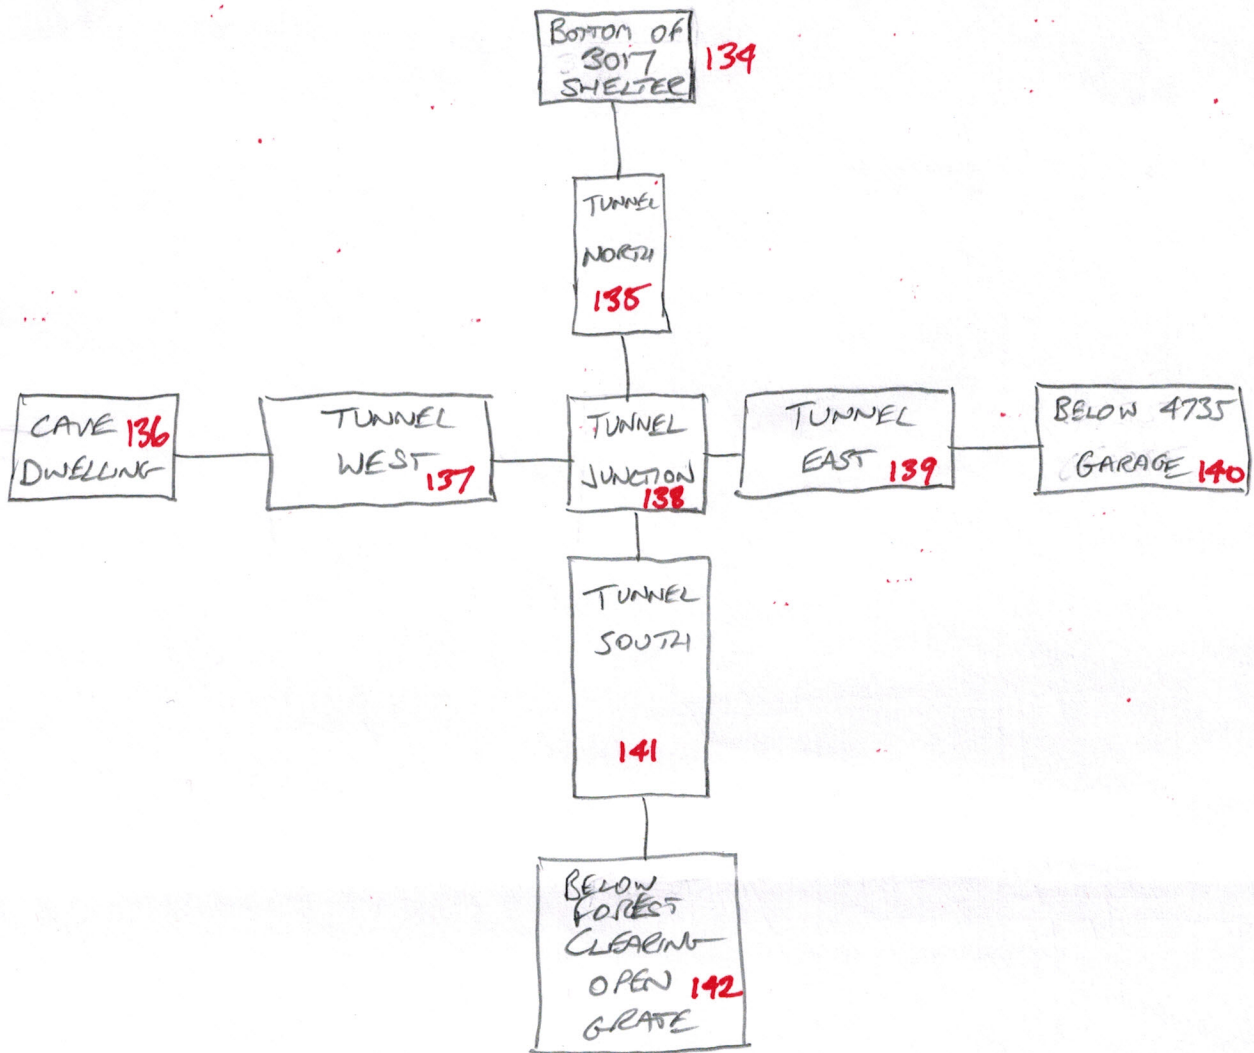 BOTTOM OF
3017
SHELTER
134
TUNNEL
NORTH
135
CAVE 136
DWELLING
TUNNEL
WEST 137
TUNNEL
JUNCTION
138
TUNNEL
EAST 139
BELOW 4735
GARAGE 140
TUNNEL
SOUTH
141
BELOW
FOREST
CLEARING
OPEN 142
GRATE